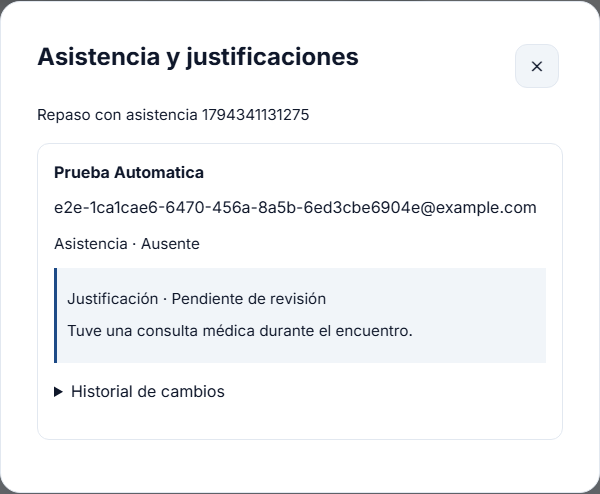 Asistencia y justificaciones
×
Repaso con asistencia 1794341131275
Prueba Automatica
e2e-1ca1cae6-6470-456a-8a5b-6ed3cbe6904e@example.com
Asistencia · Ausente
Justificación · Pendiente de revisión
Tuve una consulta médica durante el encuentro.
Historial de cambios